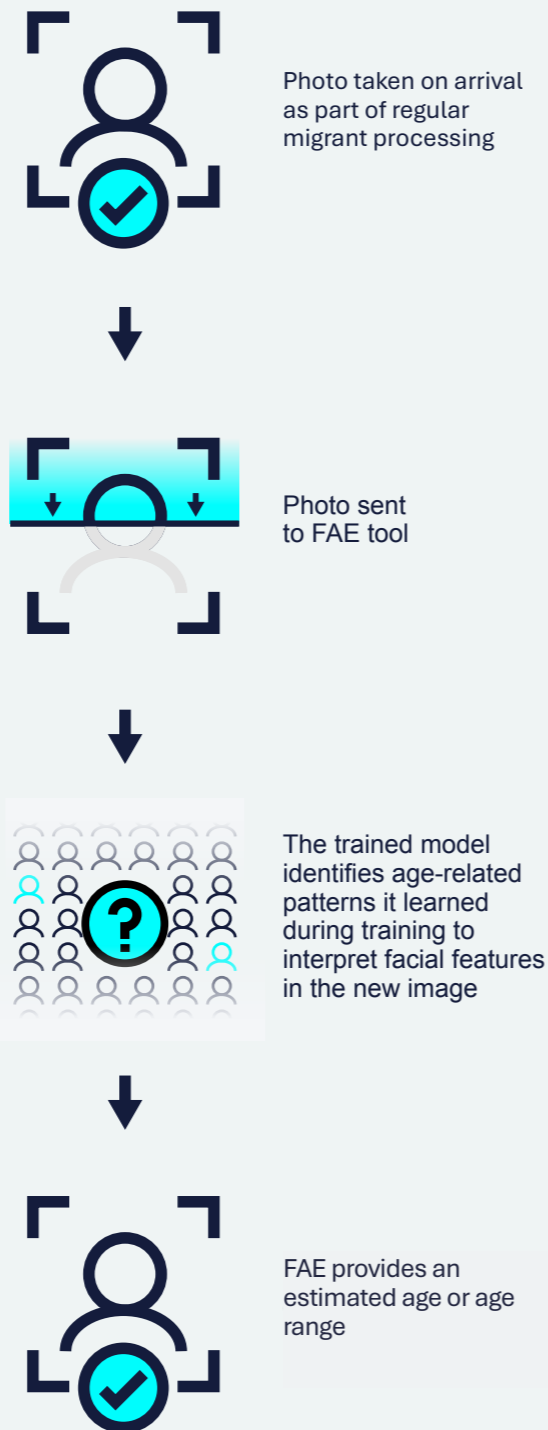 Photo taken on arrival
as part of regular
migrant processing
Photo sent
to FAE tool
The trained model
identifies age-related
patterns it learned
during training to
interpret facial features
in the new image
?
FAE provides an
estimated age or age
range